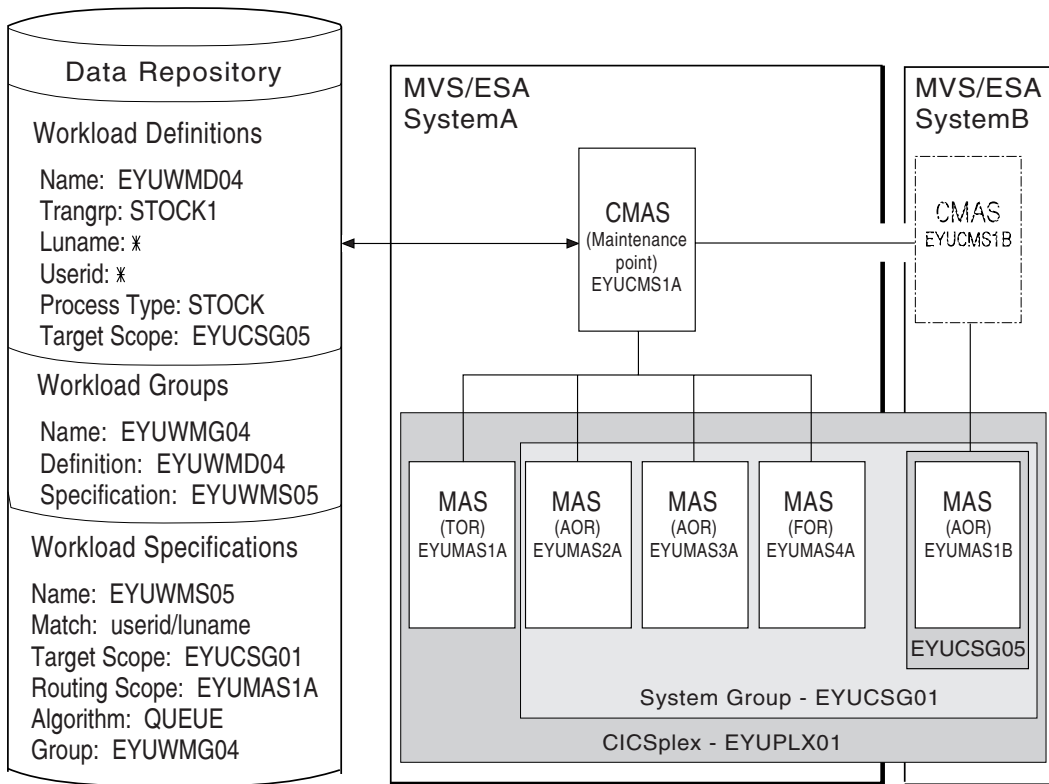 Data Repository
Workload Definitions
Name: EYUWMD04
Trangrp: STOCK1
Luname: *
Userid: *
Process Type: STOCK
Target Scope: EYUCSG05
Workload Groups
Name: EYUWMG04
Definition: EYUWMD04
Specification: EYUWMS05
Workload Specifications
Name: EYUWMS05
Match: userid/luname
Target Scope: EYUCSG01
Routing Scope: EYUMAS1A
Algorithm: QUEUE
Group: EYUWMG04
MVS/ESA
SystemA
CMAS
(Maintenance
point)
EYUCMS1A
MVS/ESA
SystemB
CMAS
EYUCMS1B
MAS
(TOR)
EYUMAS1A
MAS
(AOR)
EYUMAS2A
MAS
(AOR)
EYUMAS3A
MAS
(FOR)
EYUMAS4A
MAS
(AOR)
EYUMAS1B
EYUCSG05
System Group - EYUCSG01
CICSplex - EYUPLX01